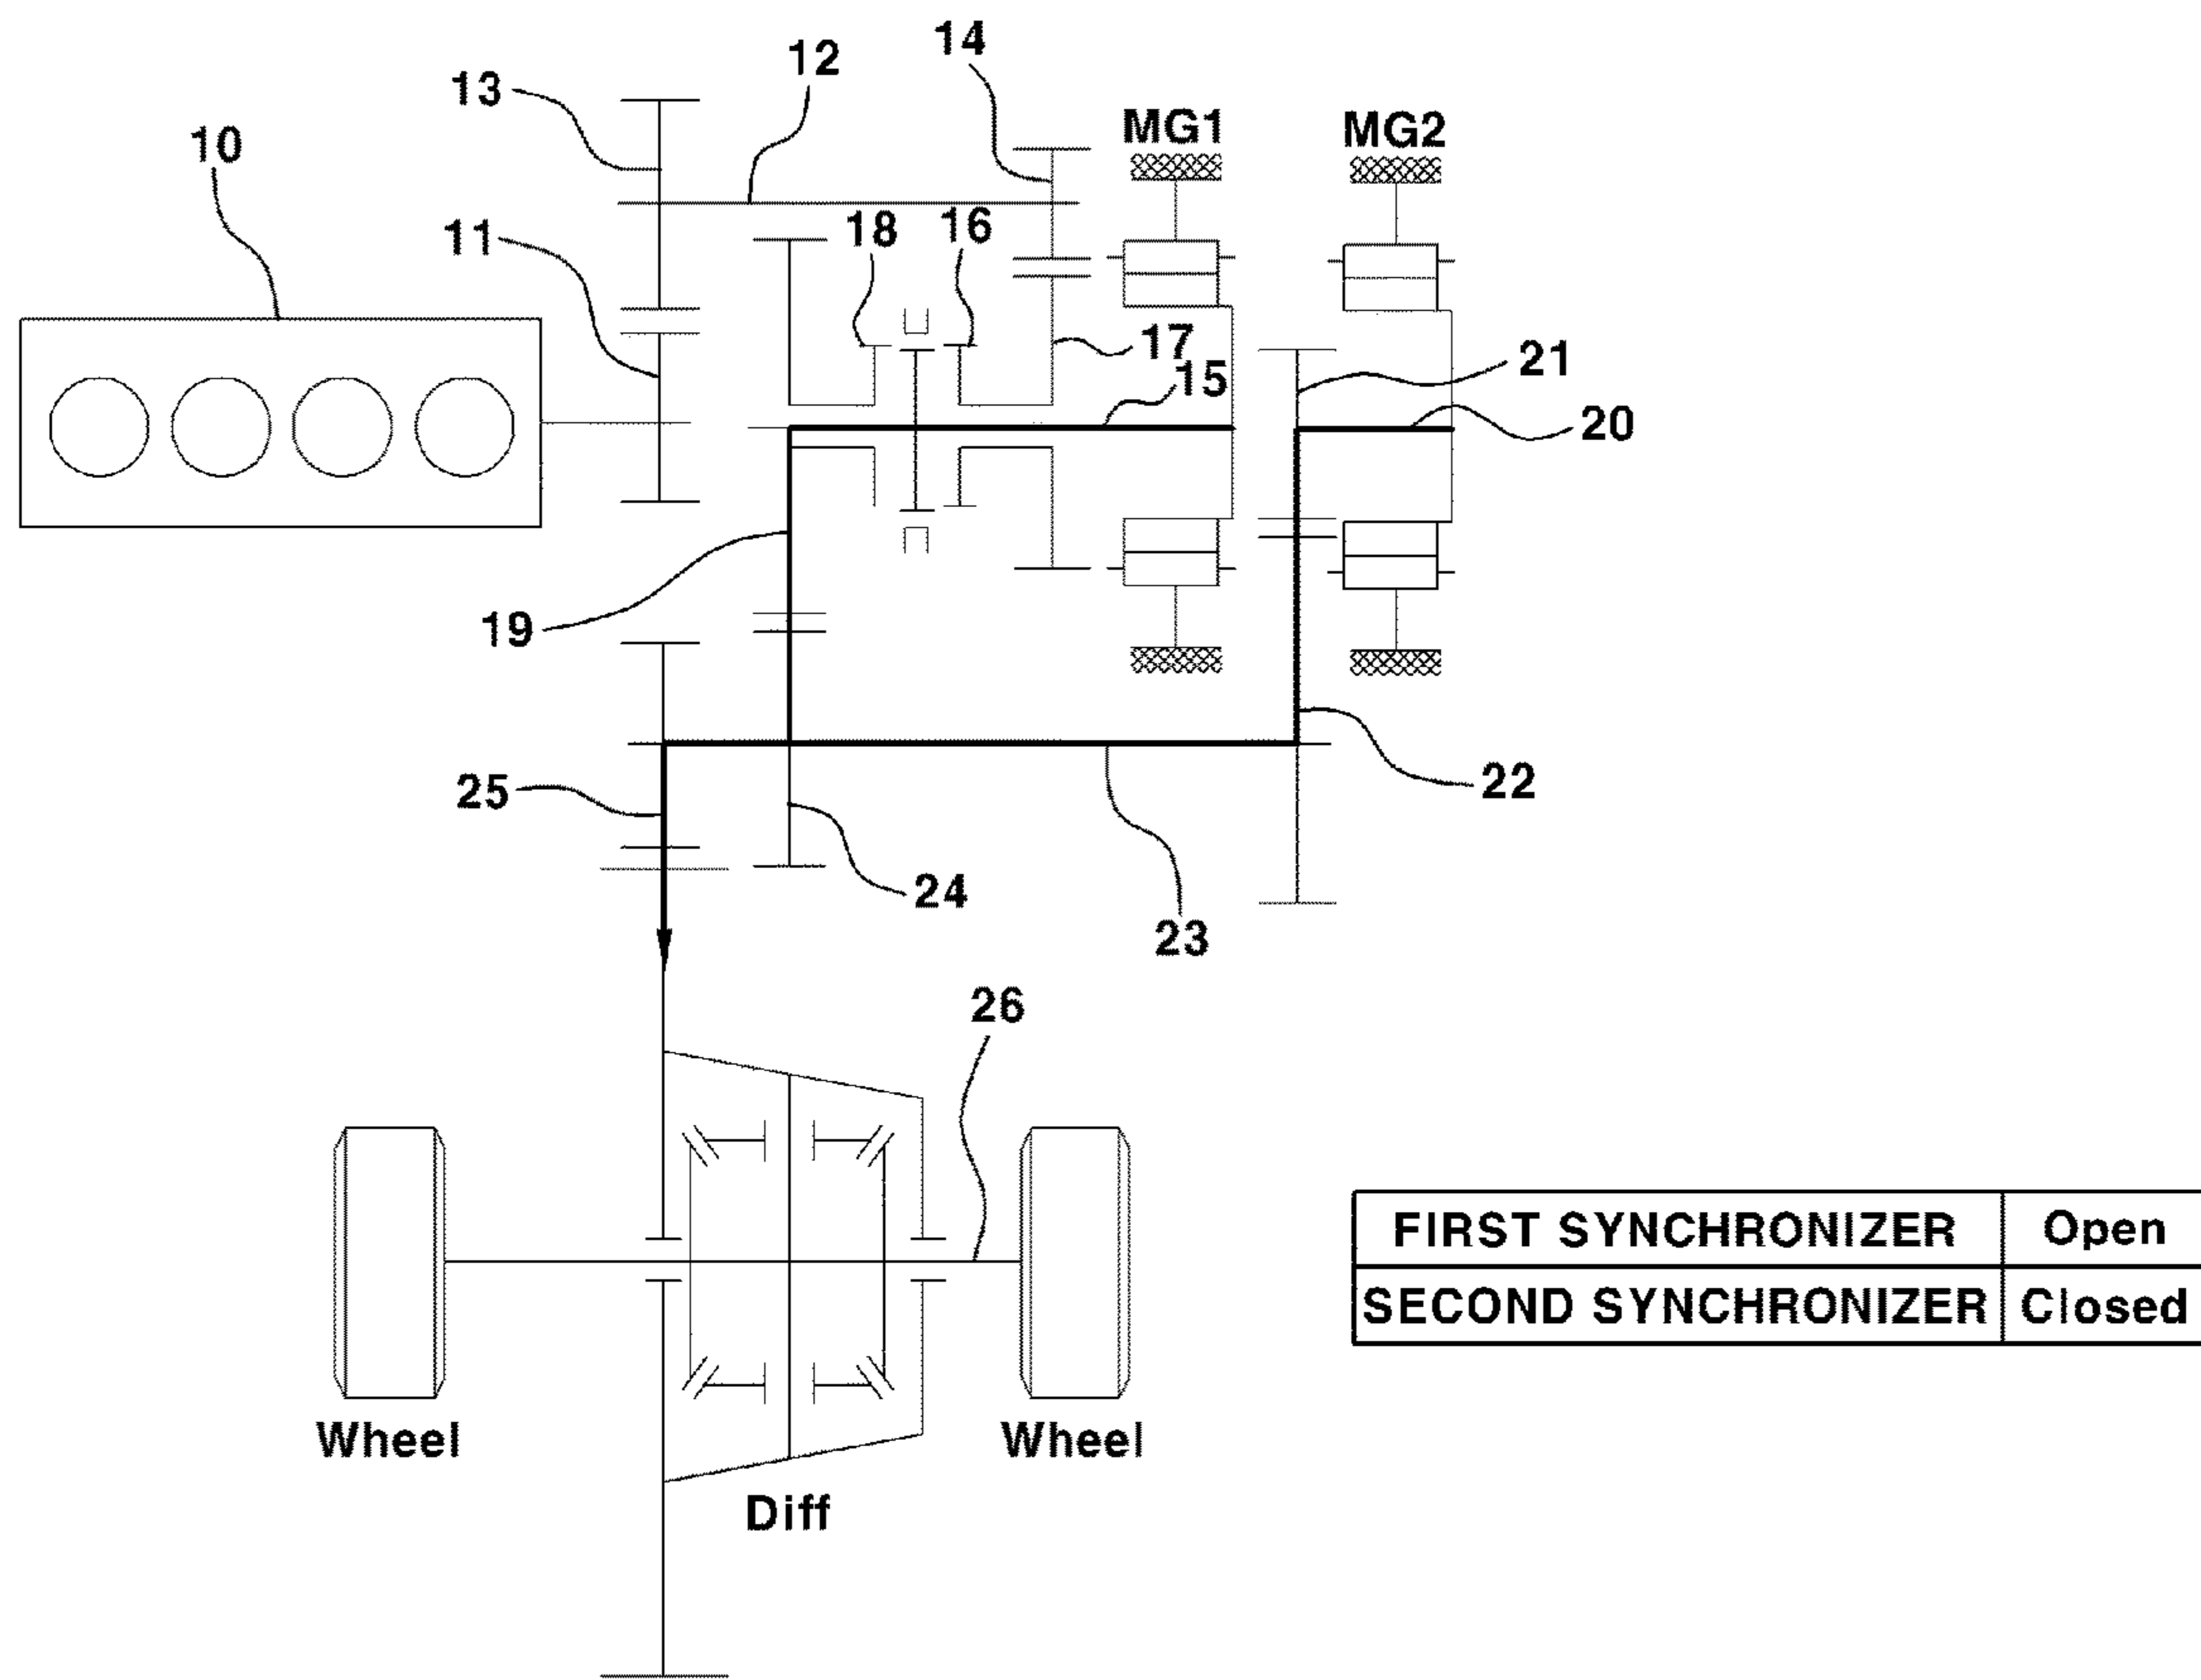 14
12
13
MG1
MG2
10
18
16
11
17
15
21
20
19
25
22
24
23
26
FIRST SYNCHRONIZER Open
SECOND SYNCHRONIZER Closed
Wheel
Wheel
Diff